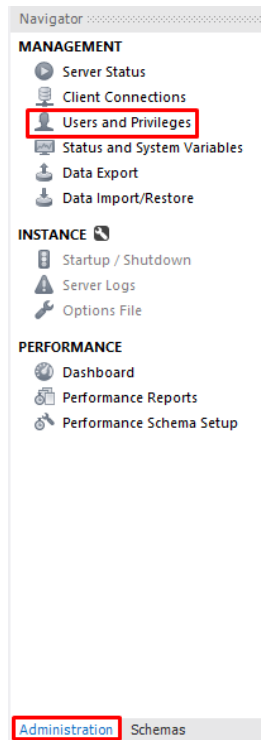 Navigator
MANAGEMENT
Server Status
Client Connections
Users and Privileges
Status and System Variables
Data Export
Data Import/Restore
INSTANCE
Startup / Shutdown
Server Logs
Options File
PERFORMANCE
Dashboard
Performance Reports
Performance Schema Setup
Administration Schemas